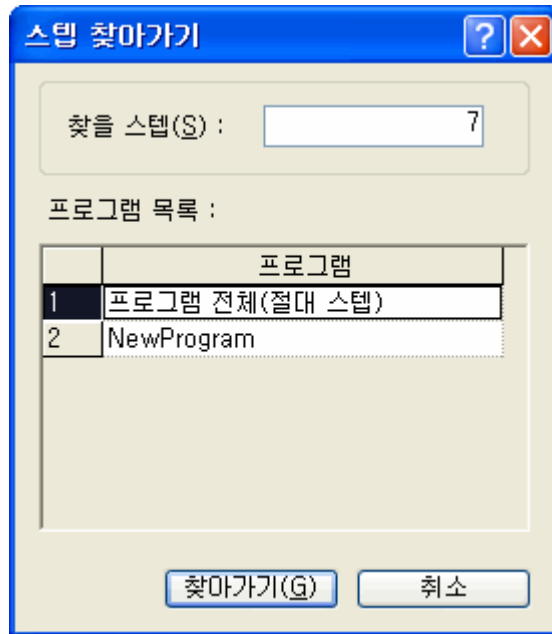 스텝 찾아가기
찾을 스텝(S) : 7
프로그램 목록 :
프로그램
1 프로그램 전체(절대 스텝)
2 NewProgram
찾아가기(G) 취소